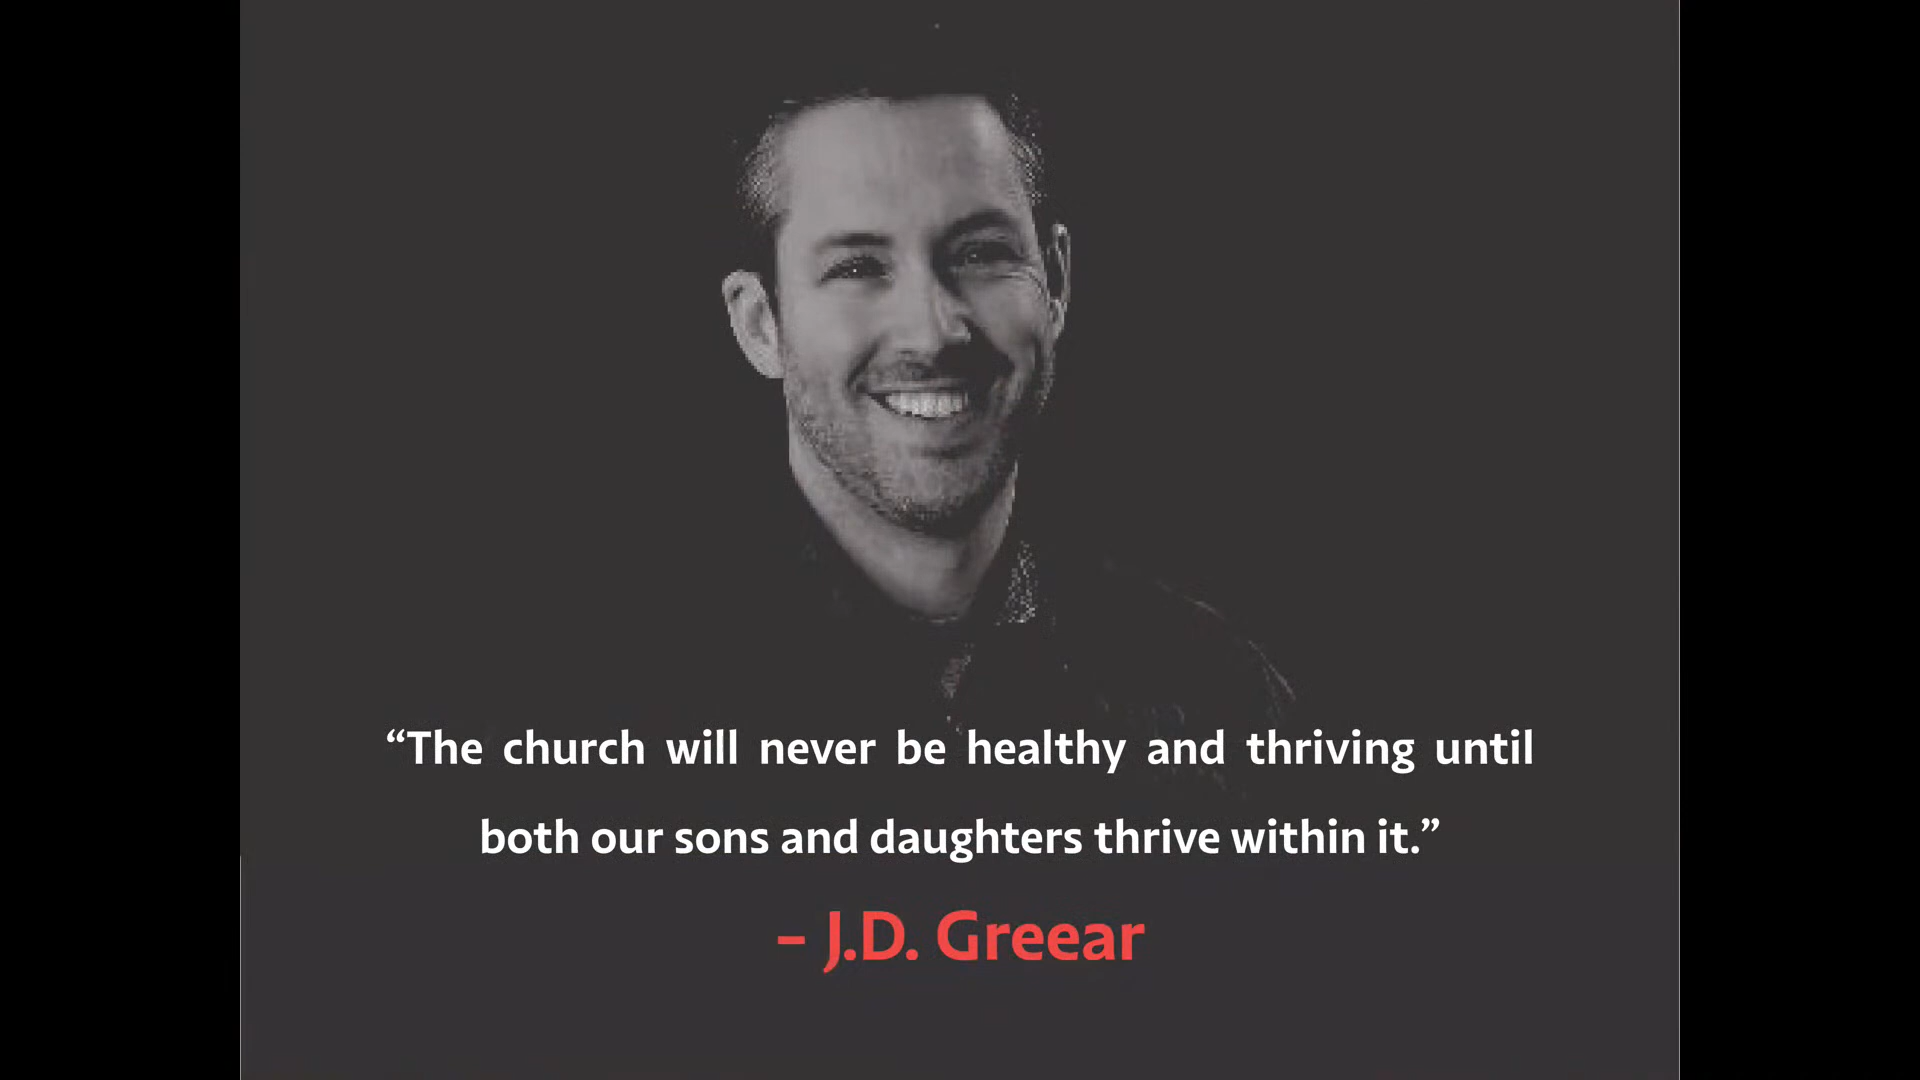 “The church will never be healthy and thriving until
both our sons and daughters thrive within it.”
– J.D. Greear